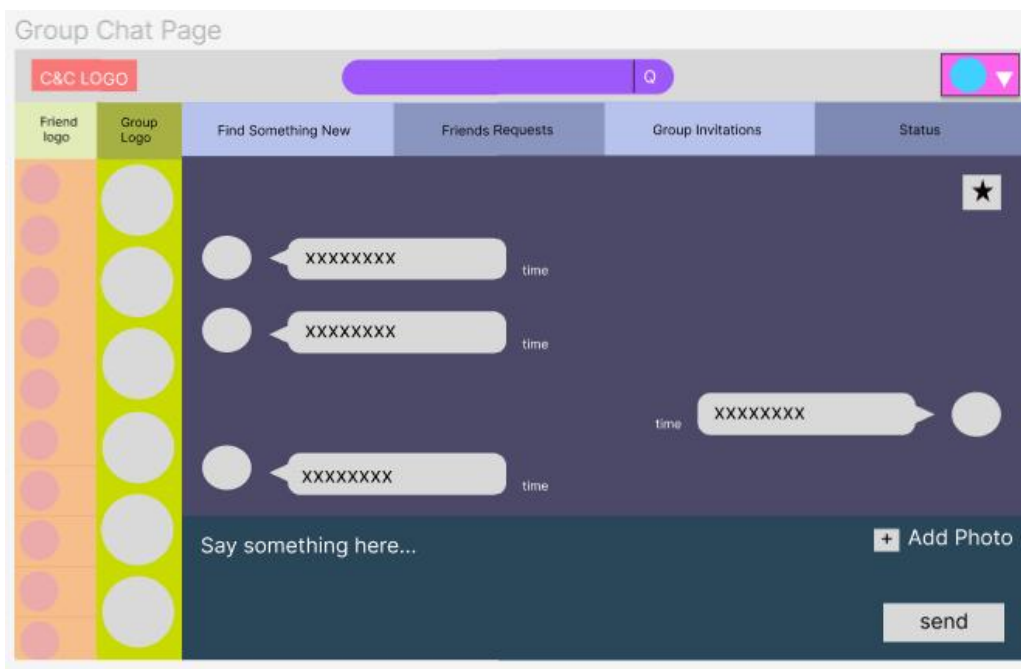 Group Chat Page
C&C LOGO
Q
Friend
logo
Group
Logo
Find Something New
Friends Requests
Group Invitations
Status
XXXXXXXX
time
XXXXXXXX
time
time
XXXXXXXX
XXXXXXXX
time
Say something here...
+ Add Photo
send